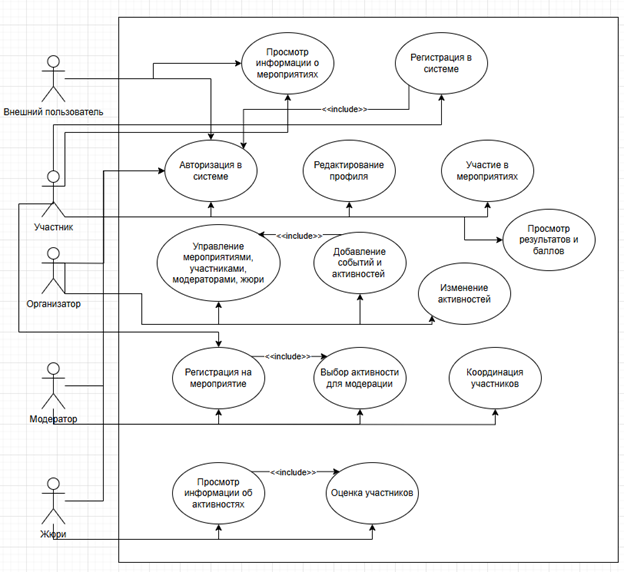 Просмотр
информации о
мероприятиях
Регистрация в
системе
Внешний пользователь
<<include>>
Авторизация в
системе
Редактирование
профиля
Участие в
мероприятиях
Участник
Просмотр
результатов и
баллов
Управление
мероприятиями,
участниками,
модераторами, жюри
<<include>>
Добавление
событий и
активностей
Изменение
активностей
Организатор
Регистрация на
мероприятие
<<include>>
Выбор активности
для модерации
Координация
участников
Модератор
Просмотр
информации об
активностях
<<include>>
Оценка участников
Жюри